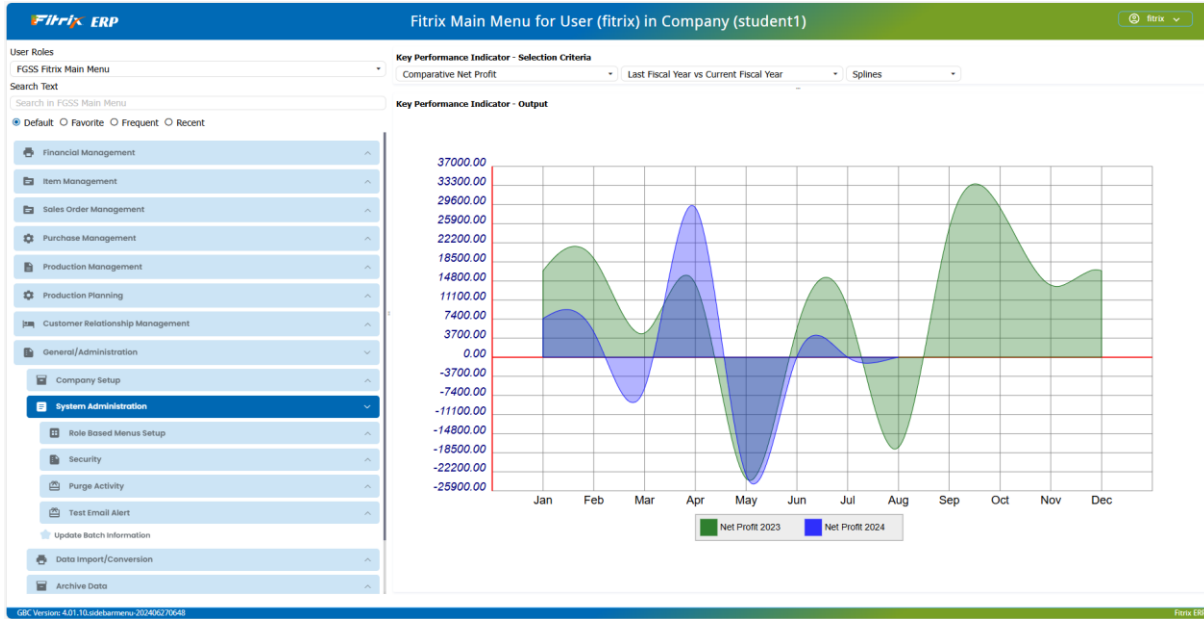 Fitrix ERP
Fitrix Main Menu for User (fitrix) in Company (student1)
fitrix
User Roles
FGSS Fitrix Main Menu
Search Text
Search in FGSS Main Menu
Default Favorite Frequent Recent
Financial Management
Item Management
Sales Order Management
Purchase Management
Production Management
Production Planning
Customer Relationship Management
General/Administration
Company Setup
System Administration
Role Based Menus Setup
Security
Purge Activity
Test Email Alert
Update Batch Information
Data Import/Conversion
Archive Data
Key Performance Indicator - Selection Criteria
Comparative Net Profit
Last Fiscal Year vs Current Fiscal Year
Splines
Key Performance Indicator - Output
37000.00
33300.00
29600.00
25900.00
22200.00
18500.00
14800.00
11100.00
7400.00
3700.00
0.00
-3700.00
-7400.00
-11100.00
-14800.00
-18500.00
-22200.00
-25900.00
Jan Feb Mar Apr May Jun Jul Aug Sep Oct Nov Dec
Net Profit 2023 Net Profit 2024
GBC Version: 4.01.10.sidebarmenu-202406270648
Fitrix ERP